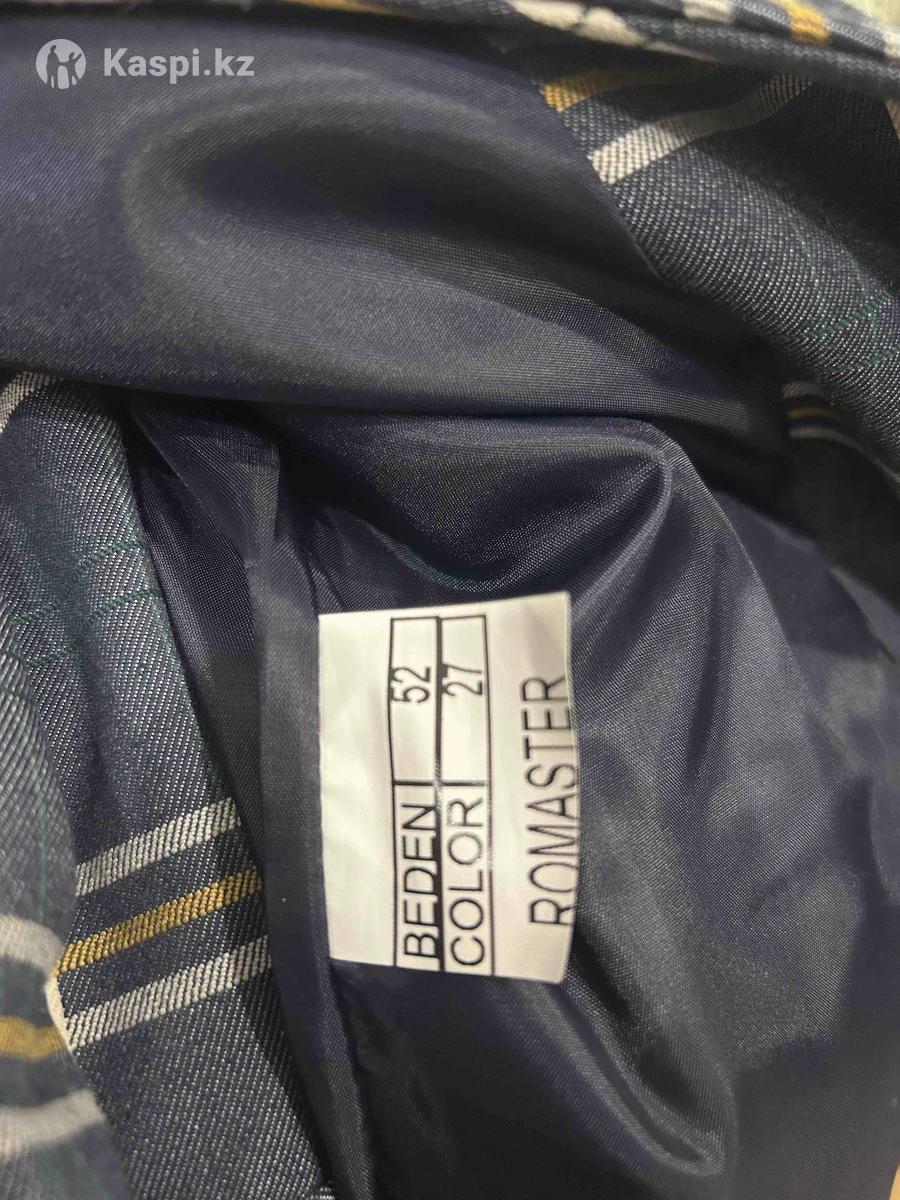 Kaspi.kz
BEDEN 52
COLOR 27
ROMASTER